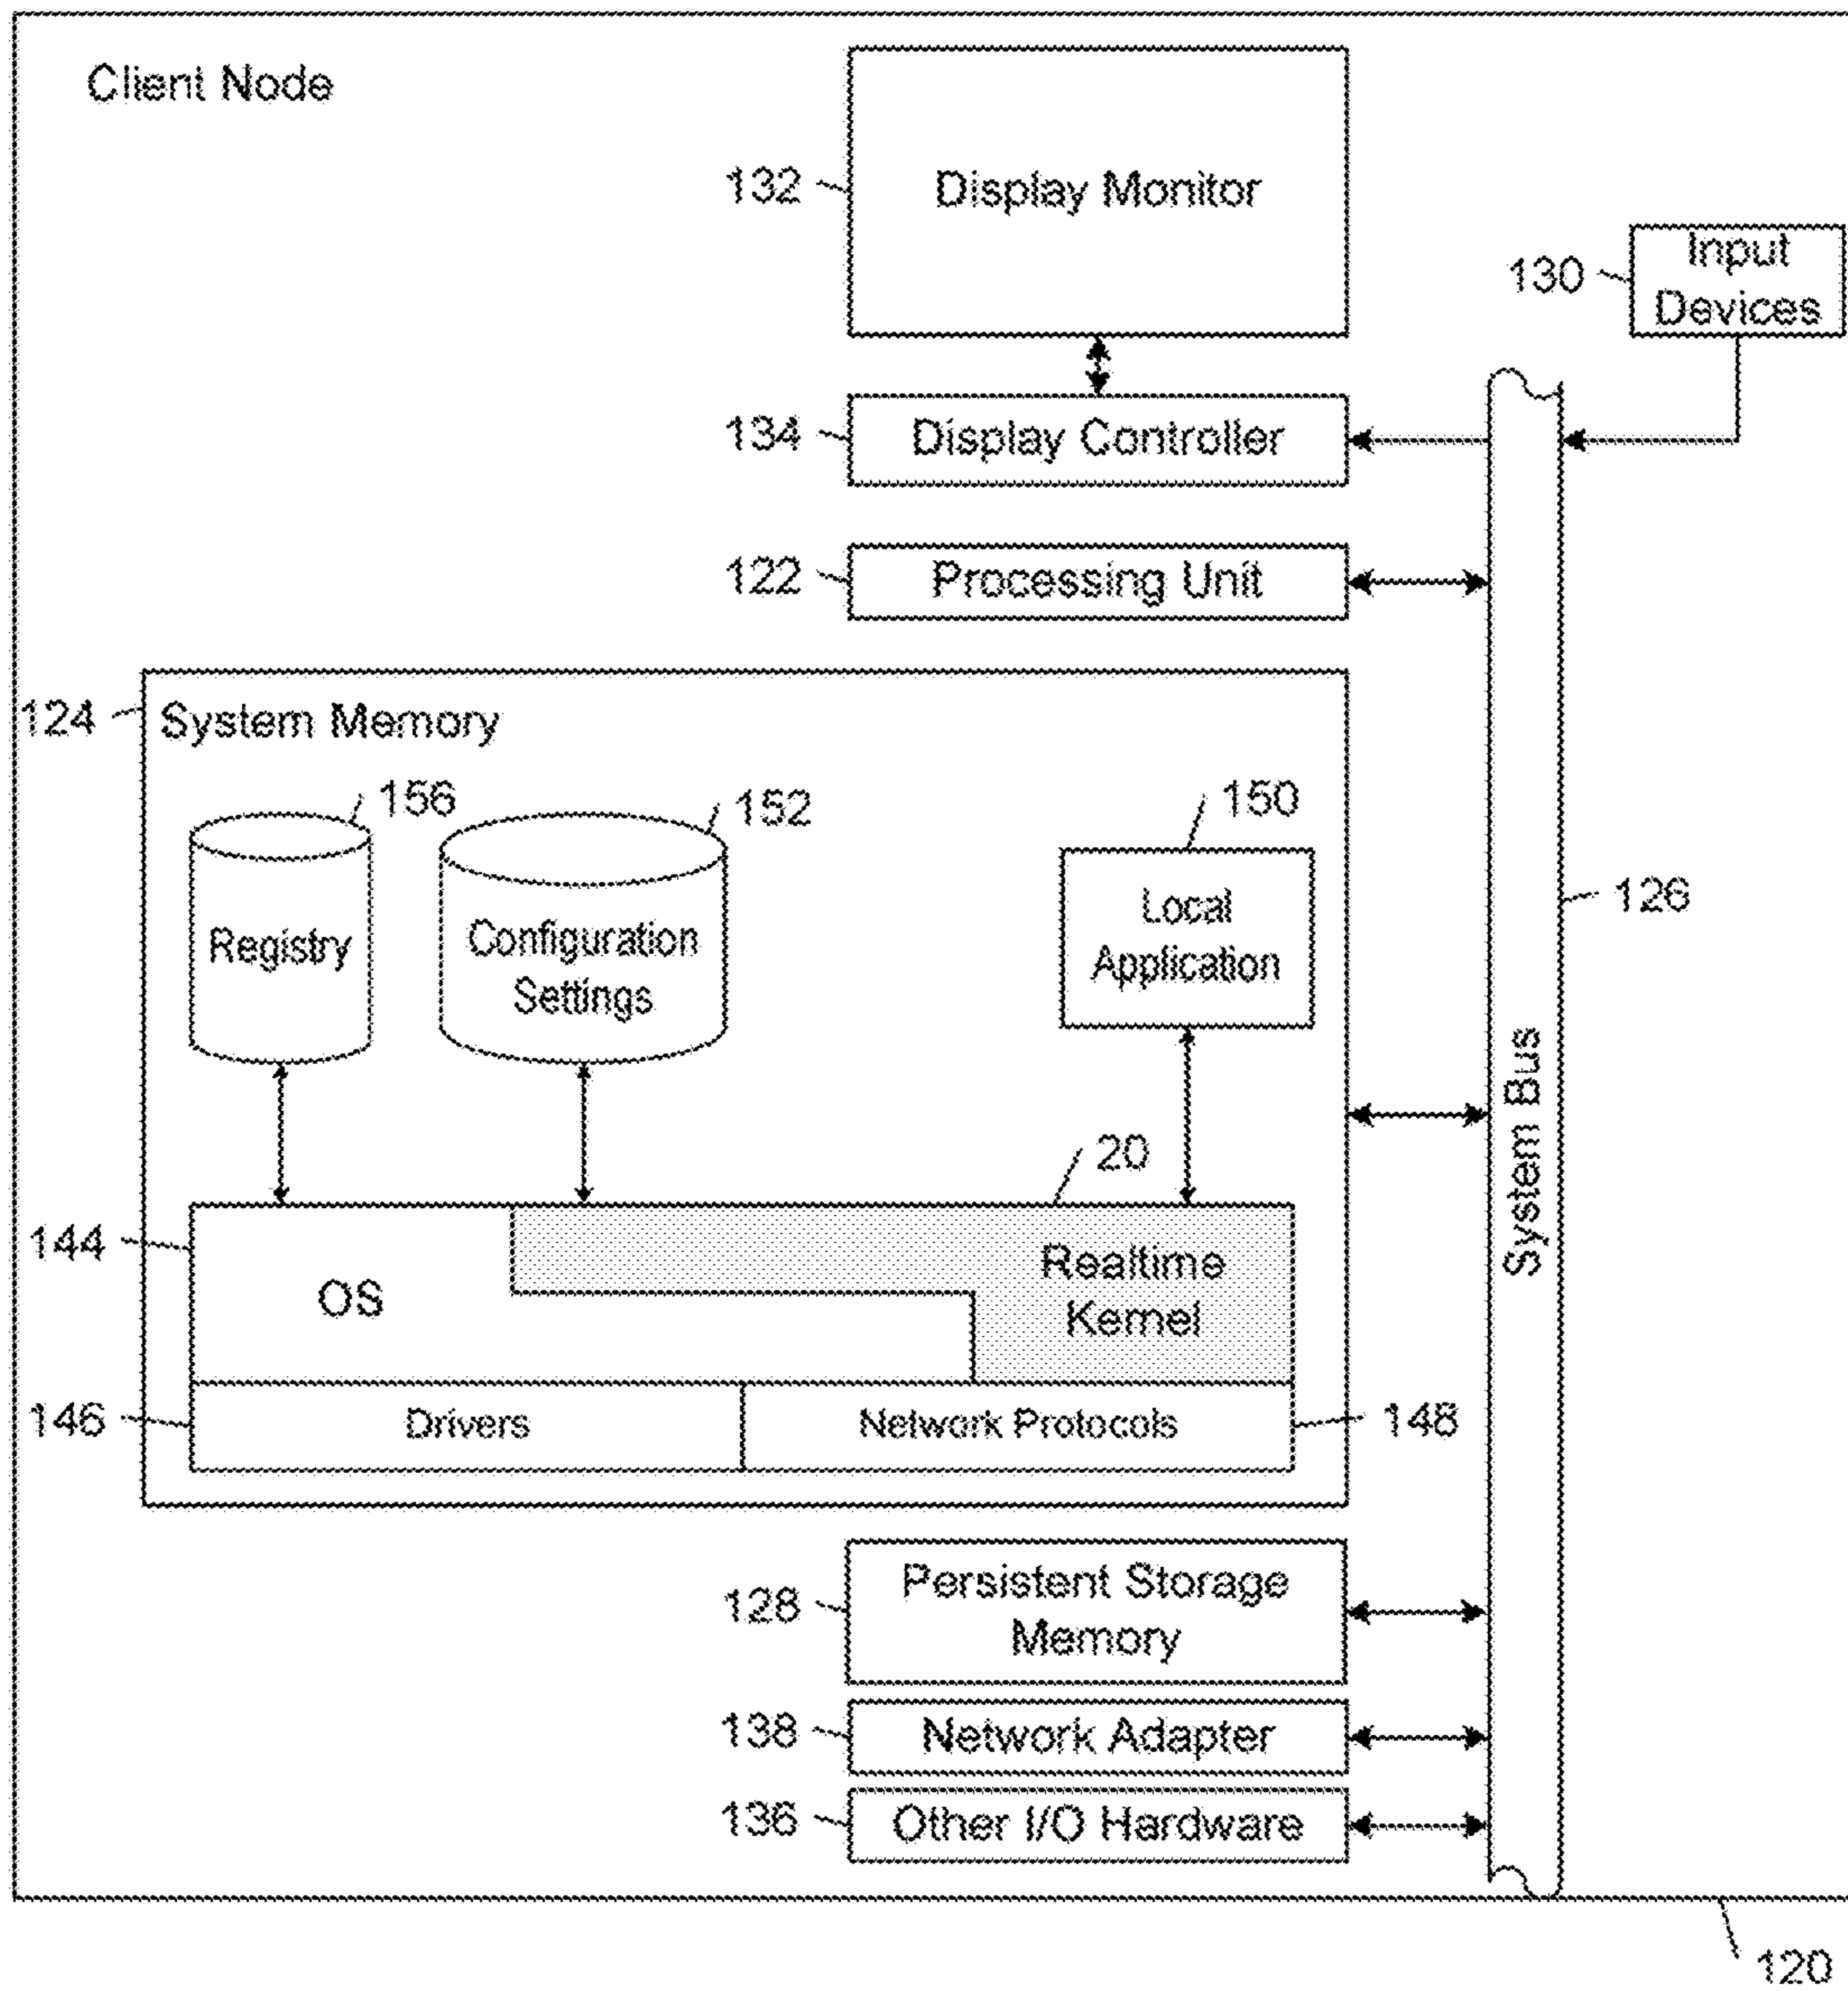 Client Node
132
Display Monitor
130
Input
Devices
134
Display Controller
122
Processing Unit
124
System Memory
156
152
150
Registry
Configuration
Settings
Local
Application
126
System Bus
20
144
OS
Realtime
Kernel
146
Drivers
Network Protocols
148
128
Persistent Storage
Memory
138
Network Adapter
136
Other I/O Hardware
120